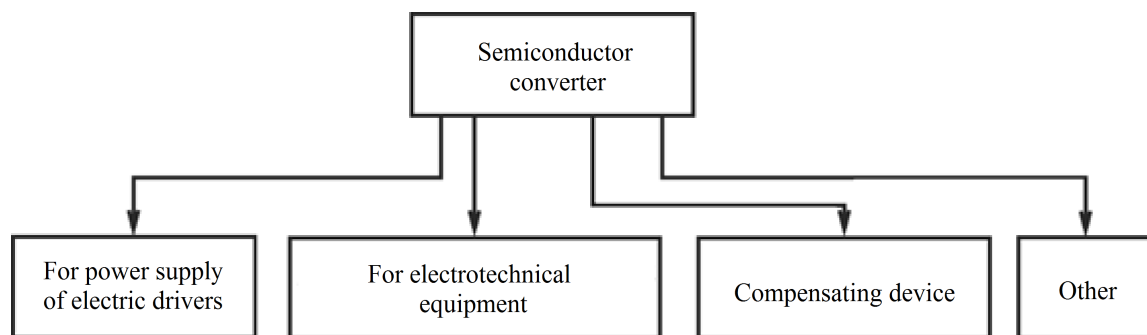 Semiconductor
converter
For power supply
of electric drivers
For electrotechnical
equipment
Compensating device
Other